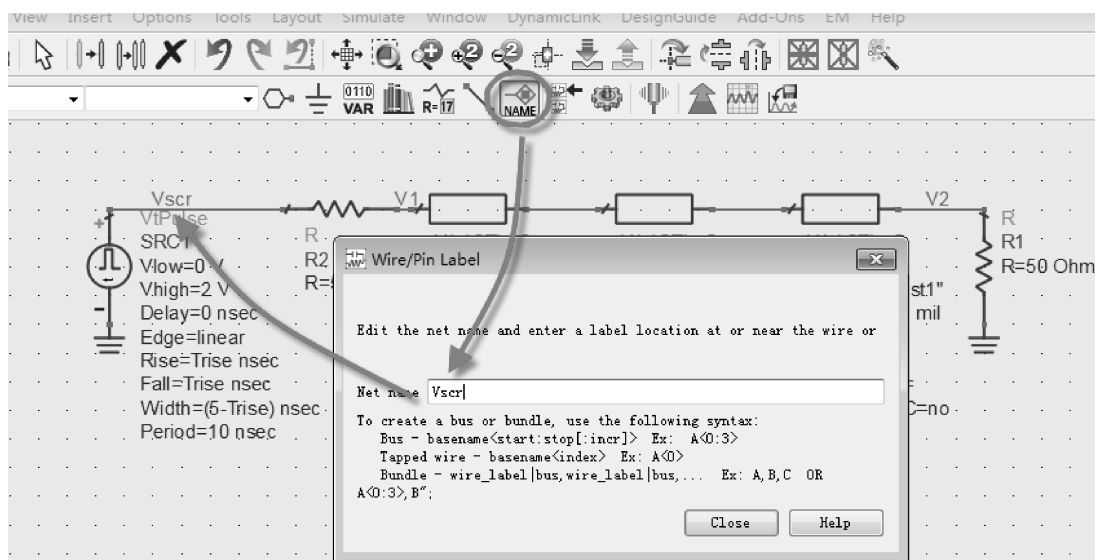 View Insert Options Tools Layout Simulate Window DynamicLink DesignGuide Add-Ons EM Help
+2 -2
0110
VAR R=17 NAME
Vscr V1 V2
VtPulse
SRC1
Vlow=0 V
Vhigh=2 V
Delay=0 nsec
Edge=linear
Rise=Trise nsec
Fall=Trise nsec
Width=(5-Trise) nsec
Period=10 nsec
R
R2
R=
R
R1
R=50 Ohm
mil
=no
Wire/Pin Label
Edit the net name and enter a label location at or near the wire or
Net name Vscr
To create a bus or bundle, use the following syntax:
Bus - basename<start:stop[:incr]> Ex: A<0:3>
Tapped wire - basename<index> Ex: A<0>
Bundle - wire_label|bus,wire_label|bus,... Ex: A,B,C OR
A<0:3>,B";
Close Help